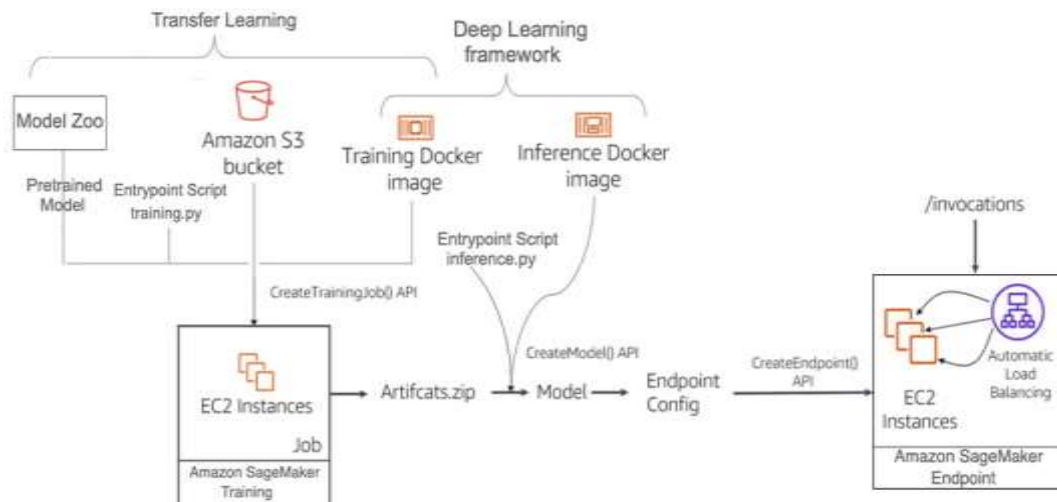 Transfer Learning
Deep Learning
framework
Model Zoo
Amazon S3
bucket
Training Docker
image
Inference Docker
image
Pretrained
Model
Entrypoint Script
training.py
Entrypoint Script
inference.py
/invocations
CreateTrainingJob() API
CreateModel() API
CreateEndpoint()
API
EC2 Instances
Job
Amazon SageMaker
Training
Artifcats.zip
Model
Endpoint
Config
EC2
Instances
Automatic
Load
Balancing
Amazon SageMaker
Endpoint